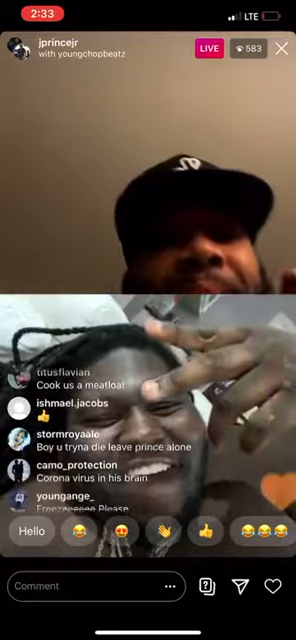 2:33
LTE
jprincejr
with youngchopbeatz
LIVE
583
titusflavian
Cook us a meatloaf
ishmael.jacobs
👍
stormroyaale
Boy u tryna die leave prince alone
camo_protection
Corona virus in his brain
youngange_
Freezeeeeee Please
Hello
😂
😍
👋
👍
😂😂😂
Comment